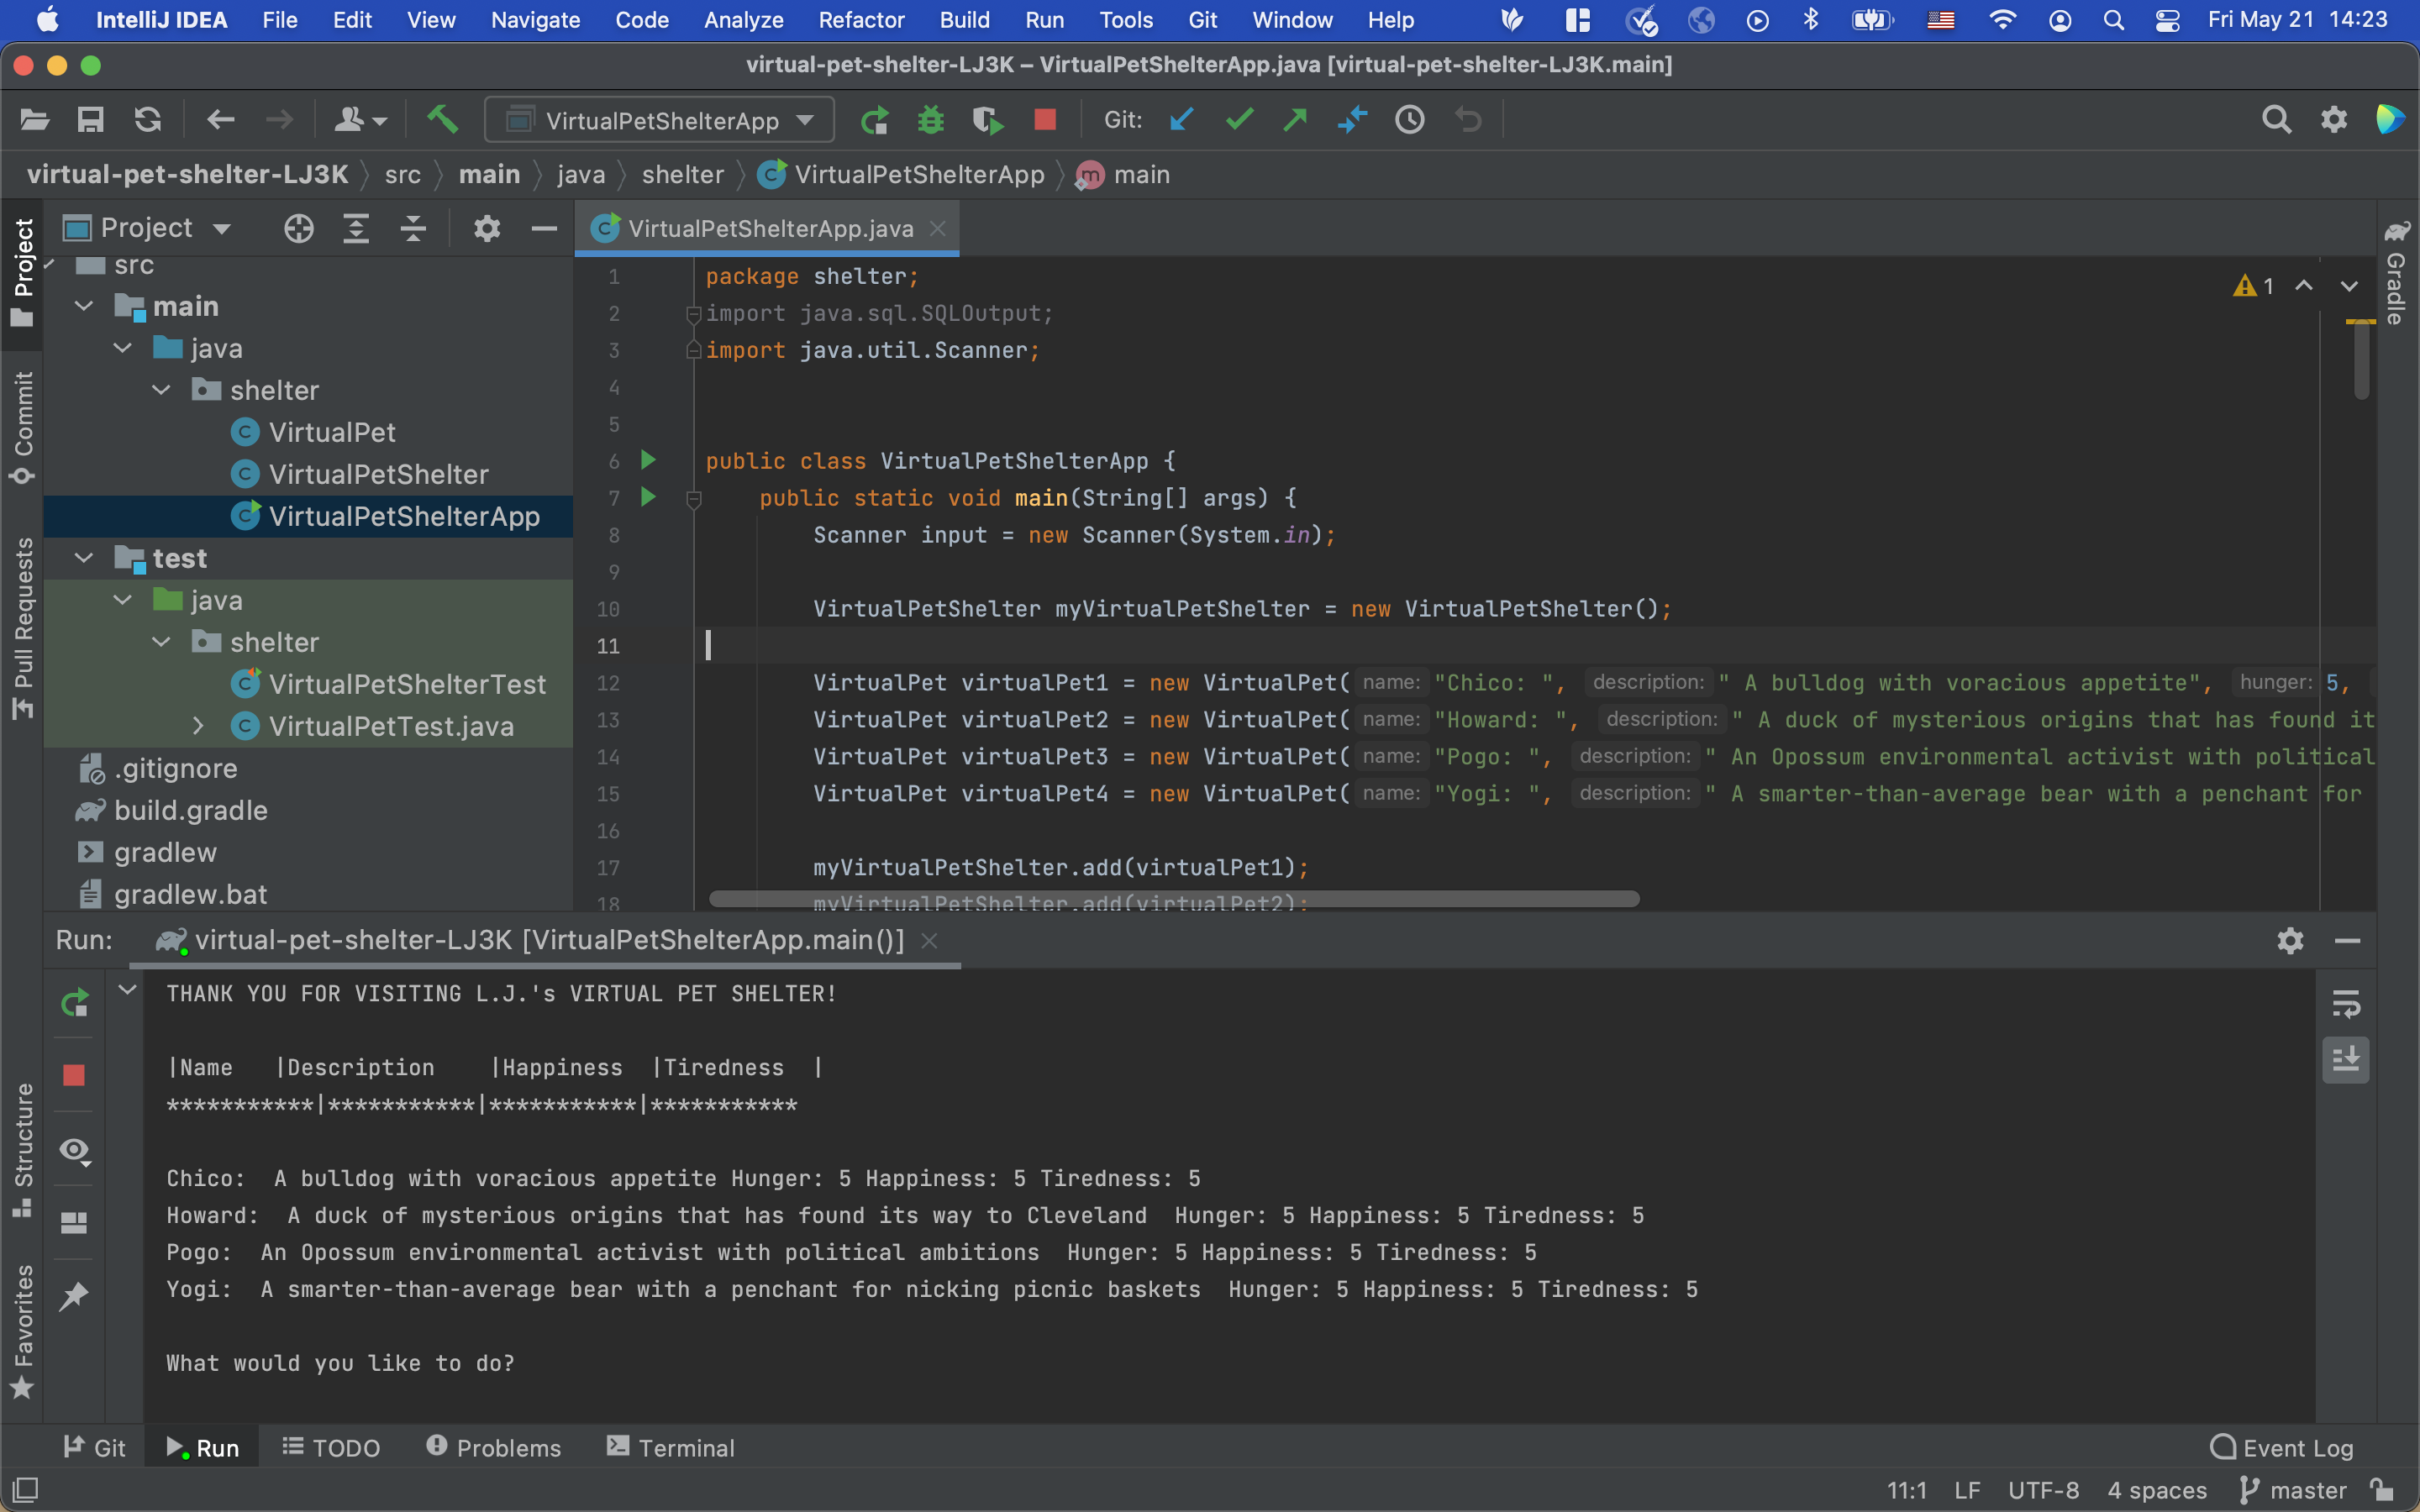 IntelliJ IDEA File Edit View Navigate Code Analyze Refactor Build Run Tools Git Window Help Fri May 21 14:23
virtual-pet-shelter-LJ3K – VirtualPetShelterApp.java [virtual-pet-shelter-LJ3K.main]
VirtualPetShelterApp Git:
virtual-pet-shelter-LJ3K src main java shelter VirtualPetShelterApp m main
Project
Commit
Pull Requests
Structure
Favorites
Project
src
main
java
shelter
C VirtualPet
C VirtualPetShelter
C VirtualPetShelterApp
test
java
shelter
C VirtualPetShelterTest
C VirtualPetTest.java
.gitignore
build.gradle
gradlew
gradlew.bat
C VirtualPetShelterApp.java
1 package shelter;
2 import java.sql.SQLOutput;
3 import java.util.Scanner;
4
5
6 public class VirtualPetShelterApp {
7 public static void main(String[] args) {
8 Scanner input = new Scanner(System.in);
9
10 VirtualPetShelter myVirtualPetShelter = new VirtualPetShelter();
11
12 VirtualPet virtualPet1 = new VirtualPet( name: "Chico: ", description: " A bulldog with voracious appetite", hunger: 5,
13 VirtualPet virtualPet2 = new VirtualPet( name: "Howard: ", description: " A duck of mysterious origins that has found it
14 VirtualPet virtualPet3 = new VirtualPet( name: "Pogo: ", description: " An Opossum environmental activist with political
15 VirtualPet virtualPet4 = new VirtualPet( name: "Yogi: ", description: " A smarter-than-average bear with a penchant for
16
17 myVirtualPetShelter.add(virtualPet1);
18 myVirtualPetShelter.add(virtualPet2);
1
Gradle
Run: virtual-pet-shelter-LJ3K [VirtualPetShelterApp.main()]
THANK YOU FOR VISITING L.J.'s VIRTUAL PET SHELTER!
|Name |Description |Happiness |Tiredness |
***********|***********|***********|***********
Chico: A bulldog with voracious appetite Hunger: 5 Happiness: 5 Tiredness: 5
Howard: A duck of mysterious origins that has found its way to Cleveland Hunger: 5 Happiness: 5 Tiredness: 5
Pogo: An Opossum environmental activist with political ambitions Hunger: 5 Happiness: 5 Tiredness: 5
Yogi: A smarter-than-average bear with a penchant for nicking picnic baskets Hunger: 5 Happiness: 5 Tiredness: 5
What would you like to do?
Git Run TODO Problems Terminal Event Log
11:1 LF UTF-8 4 spaces master